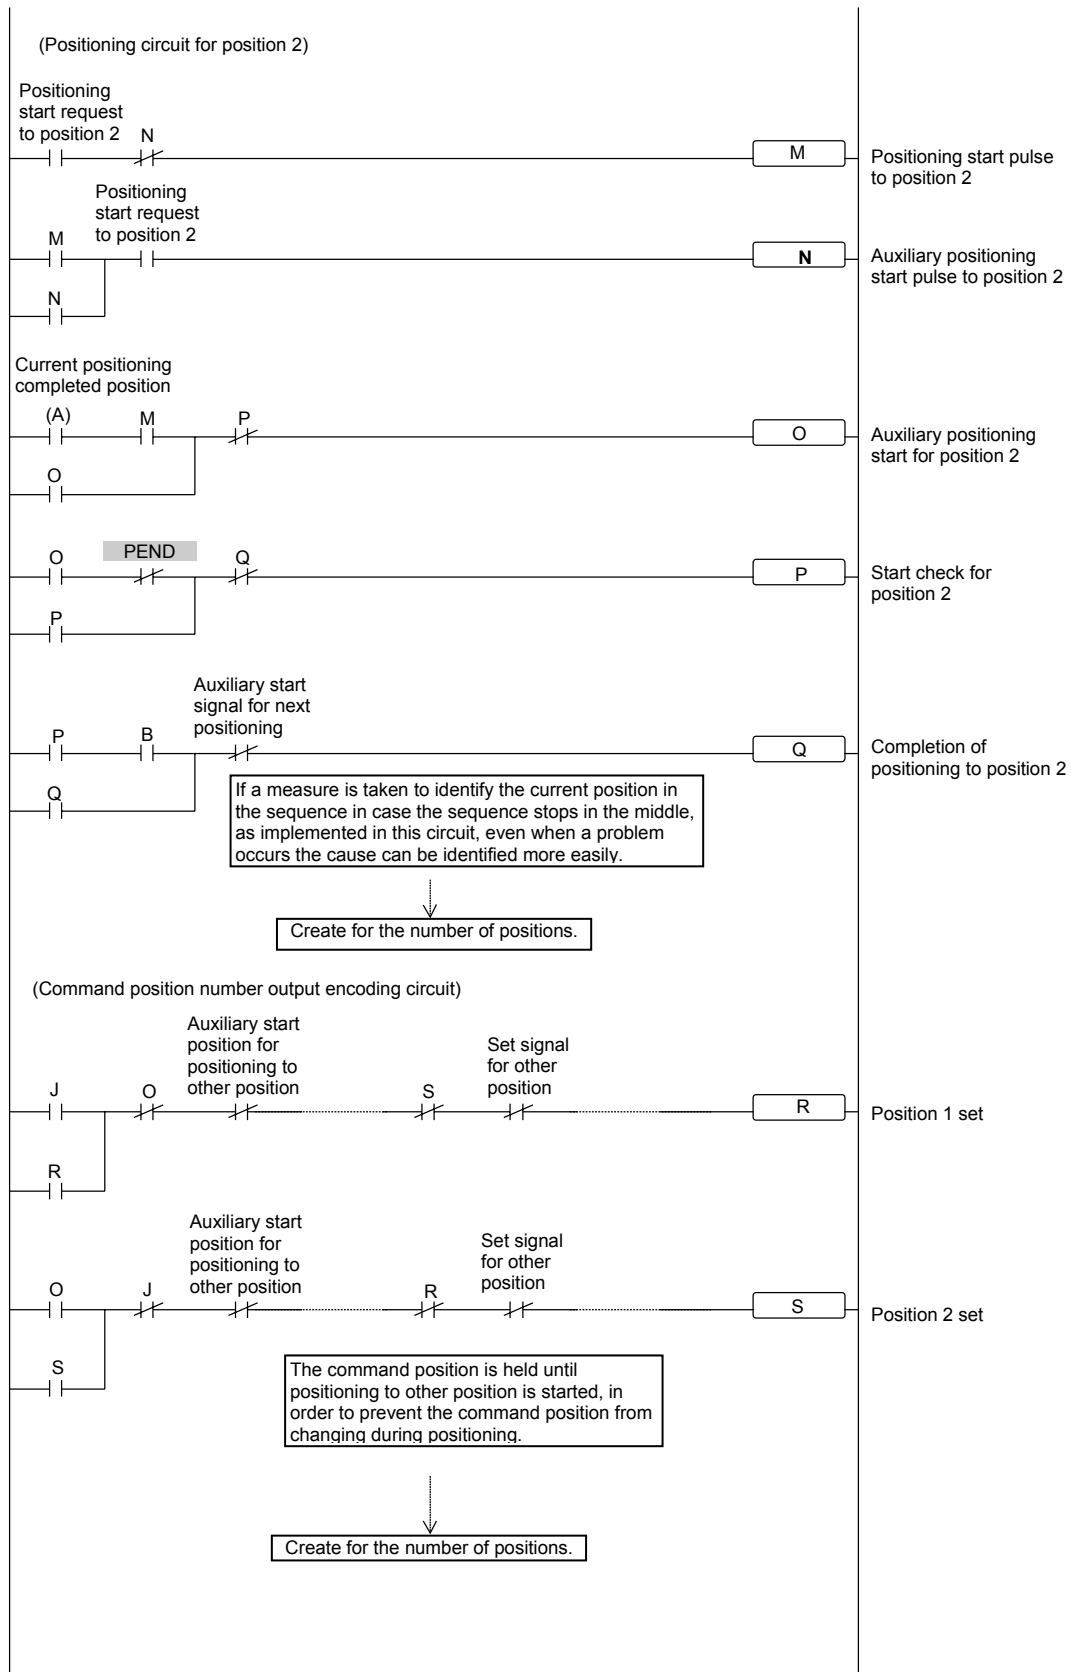 (Positioning circuit for position 2)
Positioning
start request
to position 2
N
M
Positioning start pulse
to position 2
Positioning
start request
to position 2
M
N
Auxiliary positioning
start pulse to position 2
N
Current positioning
completed position
(A)
M
P
O
Auxiliary positioning
start for position 2
O
O
PEND
Q
P
Start check for
position 2
P
Auxiliary start
signal for next
positioning
P
B
Q
Completion of
positioning to position 2
Q
If a measure is taken to identify the current position in
the sequence in case the sequence stops in the middle,
as implemented in this circuit, even when a problem
occurs the cause can be identified more easily.
Create for the number of positions.
(Command position number output encoding circuit)
Auxiliary start
position for
positioning to
other position
Set signal
for other
position
J
O
S
R
Position 1 set
R
Auxiliary start
position for
positioning to
other position
Set signal
for other
position
O
J
R
S
Position 2 set
S
The command position is held until
positioning to other position is started, in
order to prevent the command position from
changing during positioning.
Create for the number of positions.